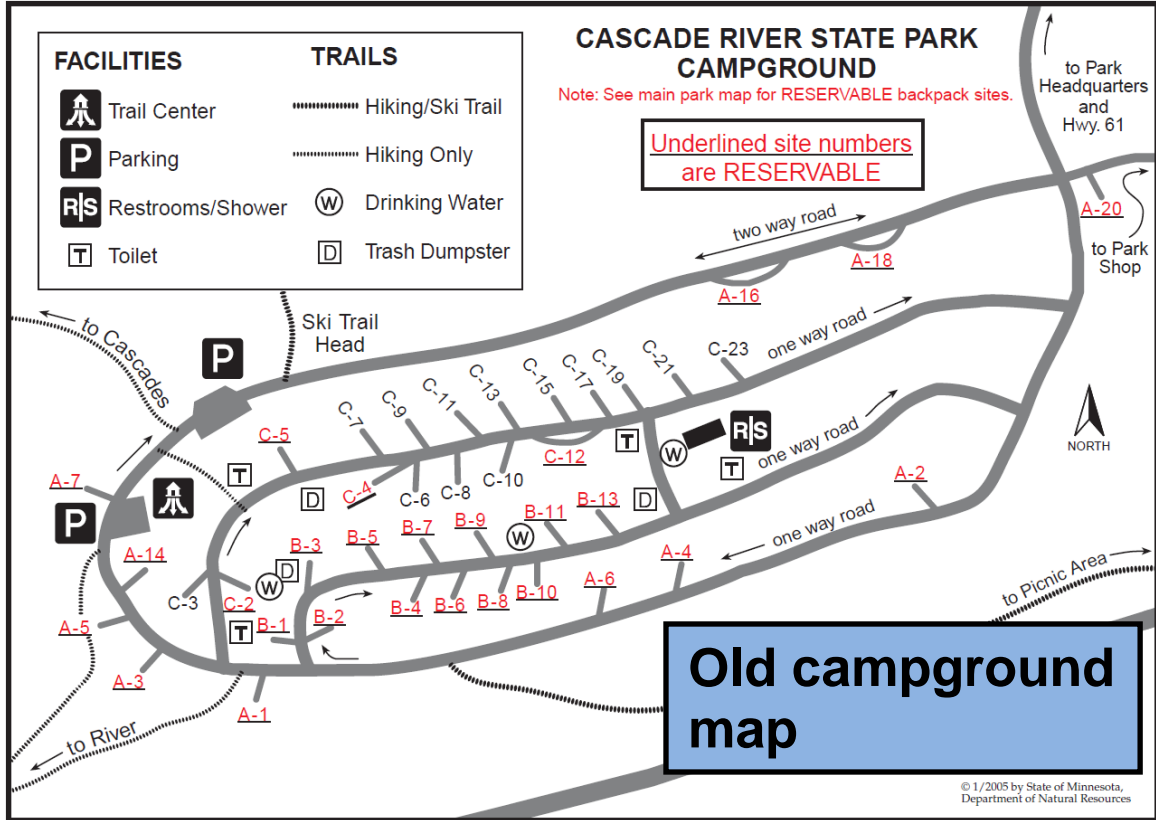 CASCADE RIVER STATE PARK
CAMPGROUND
Note: See main park map for RESERVABLE backpack sites.
Underlined site numbers
are RESERVABLE
FACILITIES
Trail Center
P
Parking
R|S
Restrooms/Shower
T
Toilet
TRAILS
Hiking/Ski Trail
Hiking Only
W
Drinking Water
D
Trash Dumpster
to Park
Headquarters
and
Hwy. 61
A-20
to Park
Shop
two way road
A-18
A-16
to Cascades
Ski Trail
Head
P
one way road
C-23
C-21
C-19
C-17
C-15
C-13
C-11
C-9
C-7
C-5
C-4
C-6
C-8
C-10
C-12
T
W
R|S
T
one way road
NORTH
A-7
T
D
P
D
A-2
B-13
B-11
W
B-9
B-7
B-5
B-3
one way road
A-14
D
W
C-3
C-2
A-4
A-6
B-10
B-8
B-6
B-4
B-2
B-1
T
A-5
A-3
A-1
to River
to Picnic Area
Old campground
map
© 1/2005 by State of Minnesota,
Department of Natural Resources